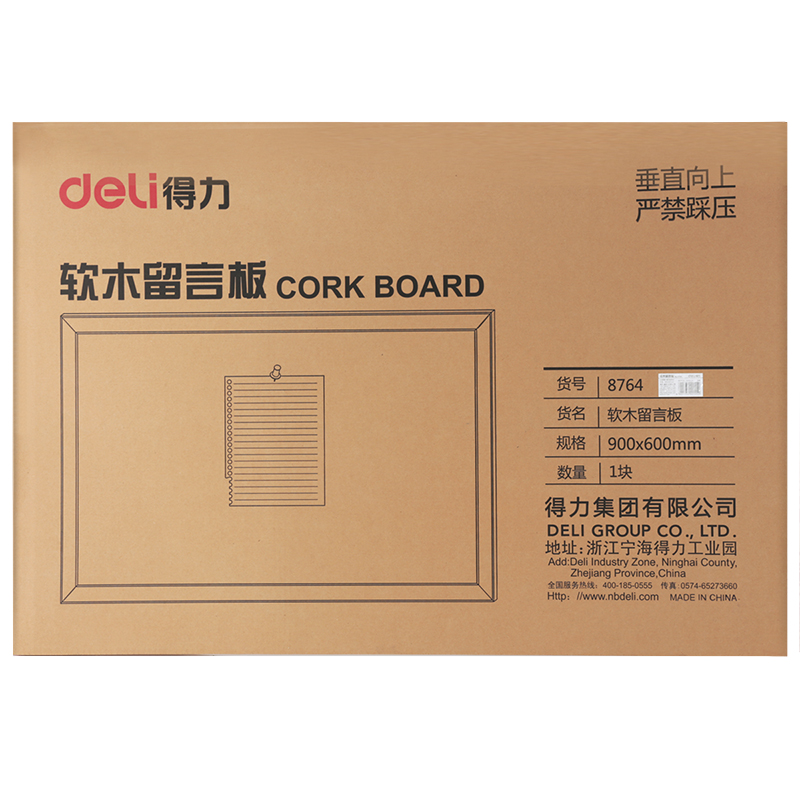 deli得力
垂直向上
严禁踩压
软木留言板 CORK BOARD
货号 8764
货名 软木留言板
规格 900x600mm
数量 1块
得力集团有限公司
DELI GROUP CO., LTD.
地址: 浙江宁海得力工业园
Add:Deli Industry Zone, Ninghai County,
Zhejiang Province,China
全国服务热线: 400-185-0555 传真:0574-65273660
Http: //www.nbdeli.com MADE IN CHINA